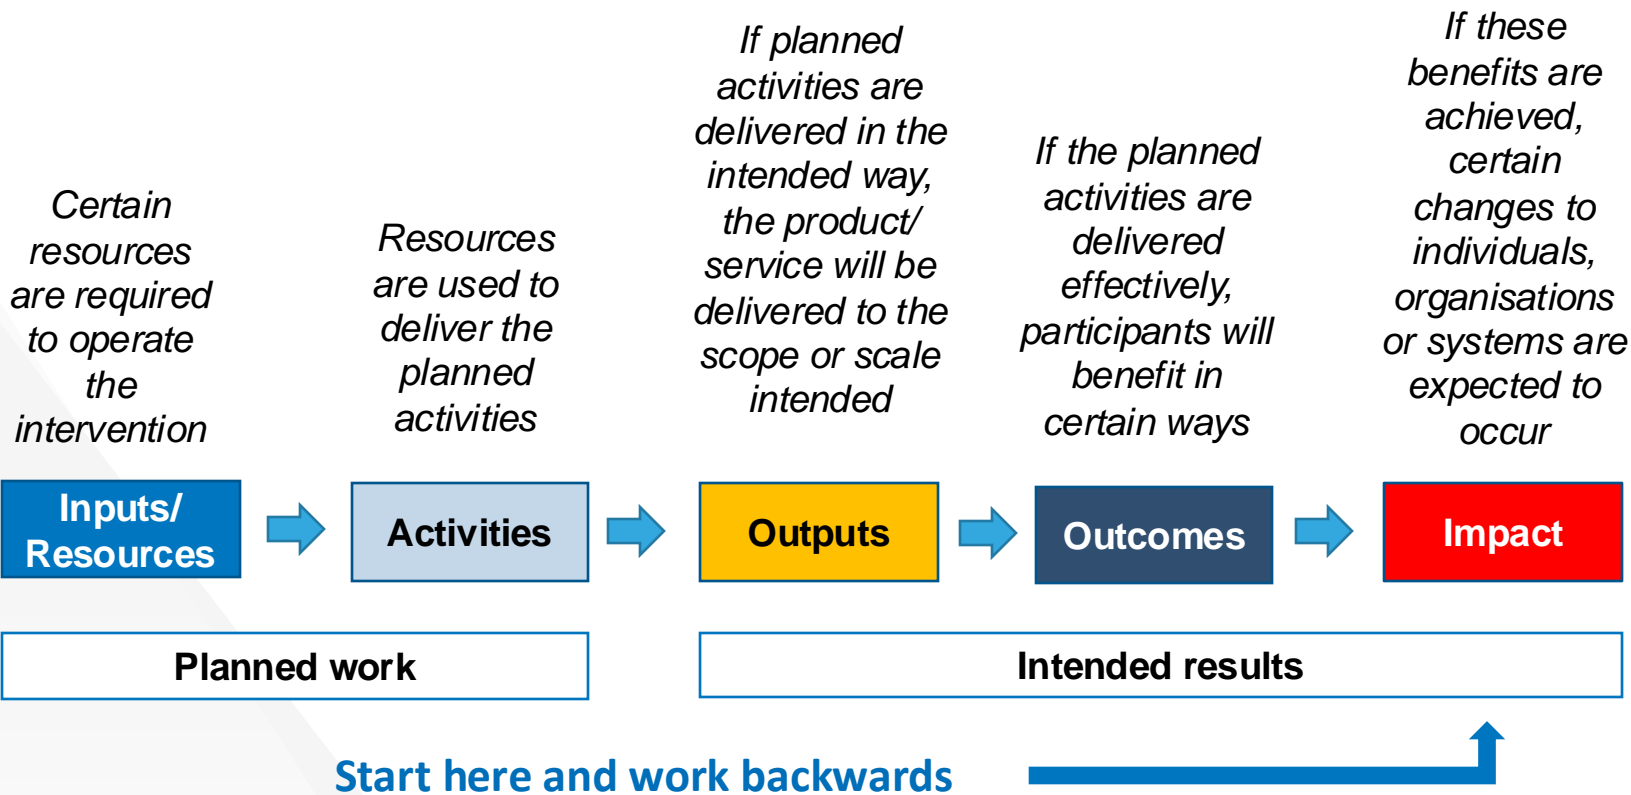 Certain
resources
are required
to operate
the
intervention
Resources
are used to
deliver the
planned
activities
If planned
activities are
delivered in the
intended way,
the product/
service will be
delivered to the
scope or scale
intended
If the planned
activities are
delivered
effectively,
participants will
benefit in
certain ways
If these
benefits are
achieved,
certain
changes to
individuals,
organisations
or systems are
expected to
occur
Inputs/
Resources
Activities
Outputs
Outcomes
Impact
Planned work
Intended results
Start here and work backwards